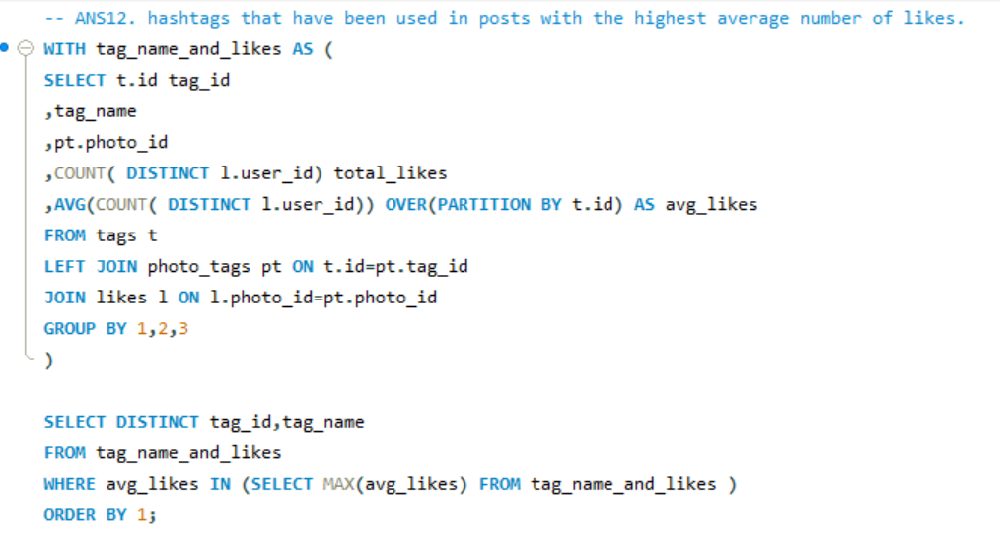 -- ANS12. hashtags that have been used in posts with the highest average number of likes.
WITH tag_name_and_likes AS (
SELECT t.id tag_id
,tag_name
,pt.photo_id
,COUNT( DISTINCT l.user_id) total_likes
,AVG(COUNT( DISTINCT l.user_id)) OVER(PARTITION BY t.id) AS avg_likes
FROM tags t
LEFT JOIN photo_tags pt ON t.id=pt.tag_id
JOIN likes l ON l.photo_id=pt.photo_id
GROUP BY 1,2,3
)
SELECT DISTINCT tag_id,tag_name
FROM tag_name_and_likes
WHERE avg_likes IN (SELECT MAX(avg_likes) FROM tag_name_and_likes )
ORDER BY 1;